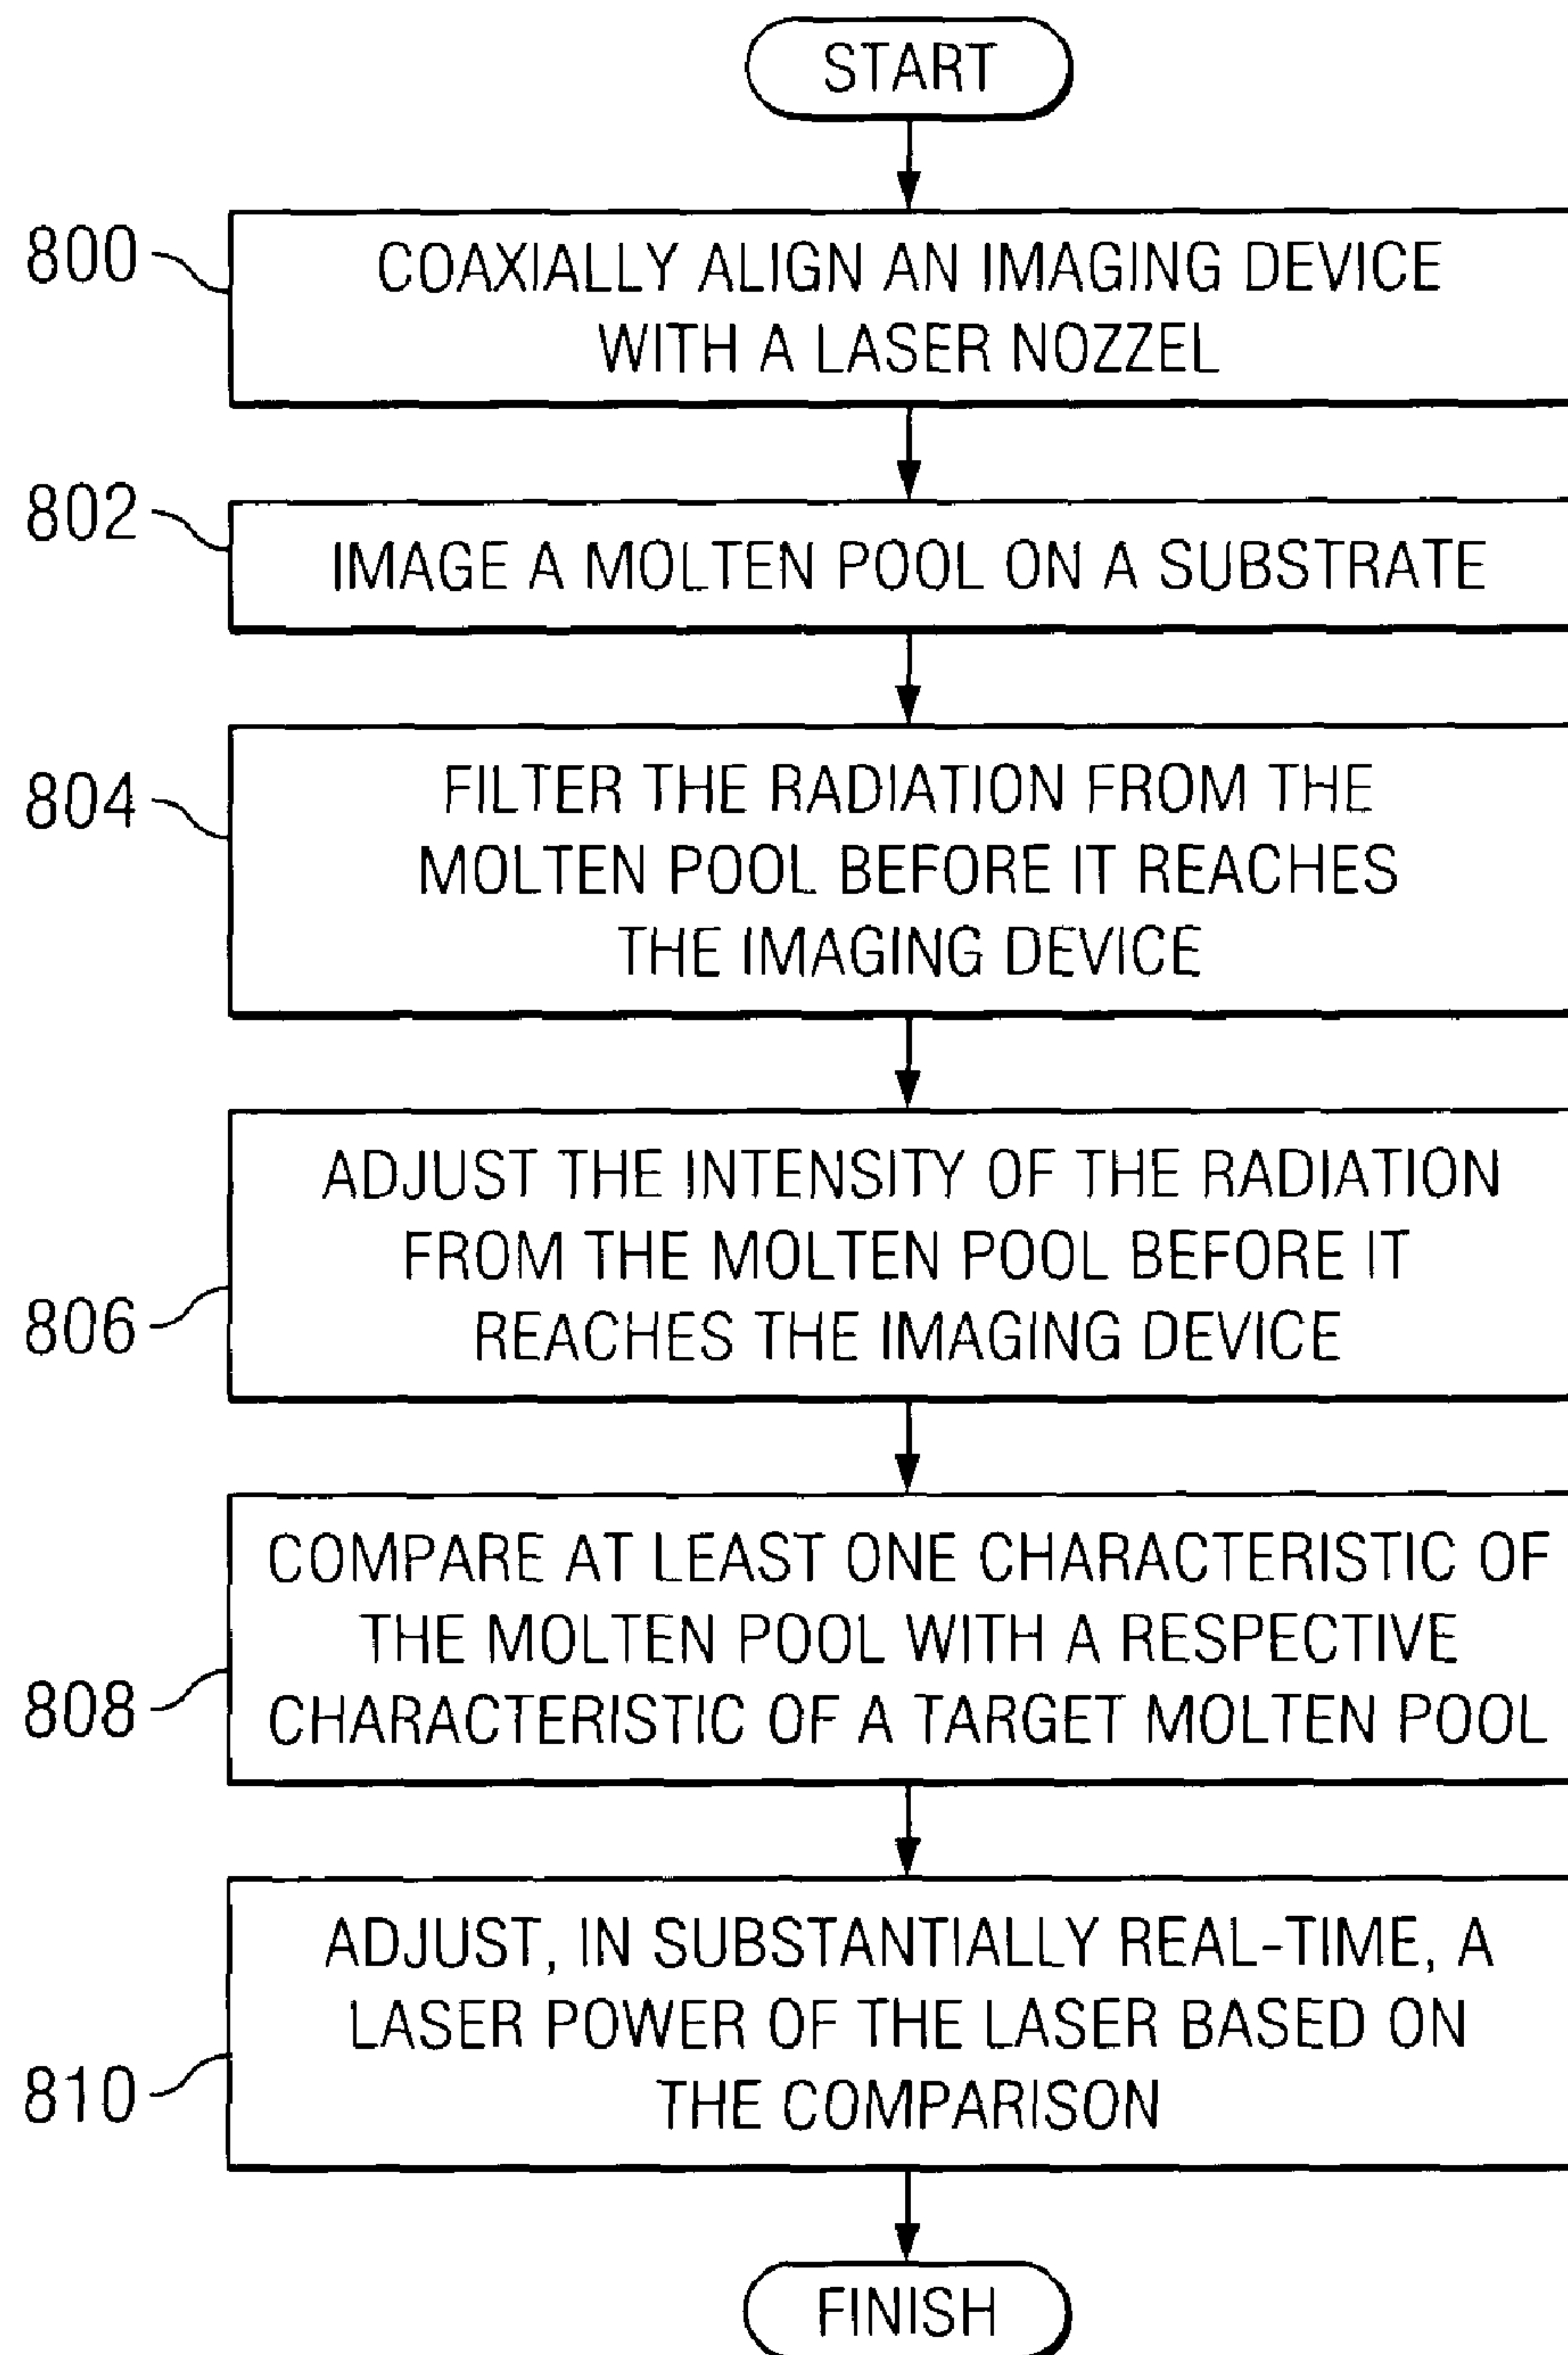 START
800
COAXIALLY ALIGN AN IMAGING DEVICE
WITH A LASER NOZZEL
802
IMAGE A MOLTEN POOL ON A SUBSTRATE
804
FILTER THE RADIATION FROM THE
MOLTEN POOL BEFORE IT REACHES
THE IMAGING DEVICE
806
ADJUST THE INTENSITY OF THE RADIATION
FROM THE MOLTEN POOL BEFORE IT
REACHES THE IMAGING DEVICE
808
COMPARE AT LEAST ONE CHARACTERISTIC OF
THE MOLTEN POOL WITH A RESPECTIVE
CHARACTERISTIC OF A TARGET MOLTEN POOL
810
ADJUST, IN SUBSTANTIALLY REAL-TIME, A
LASER POWER OF THE LASER BASED ON
THE COMPARISON
FINISH